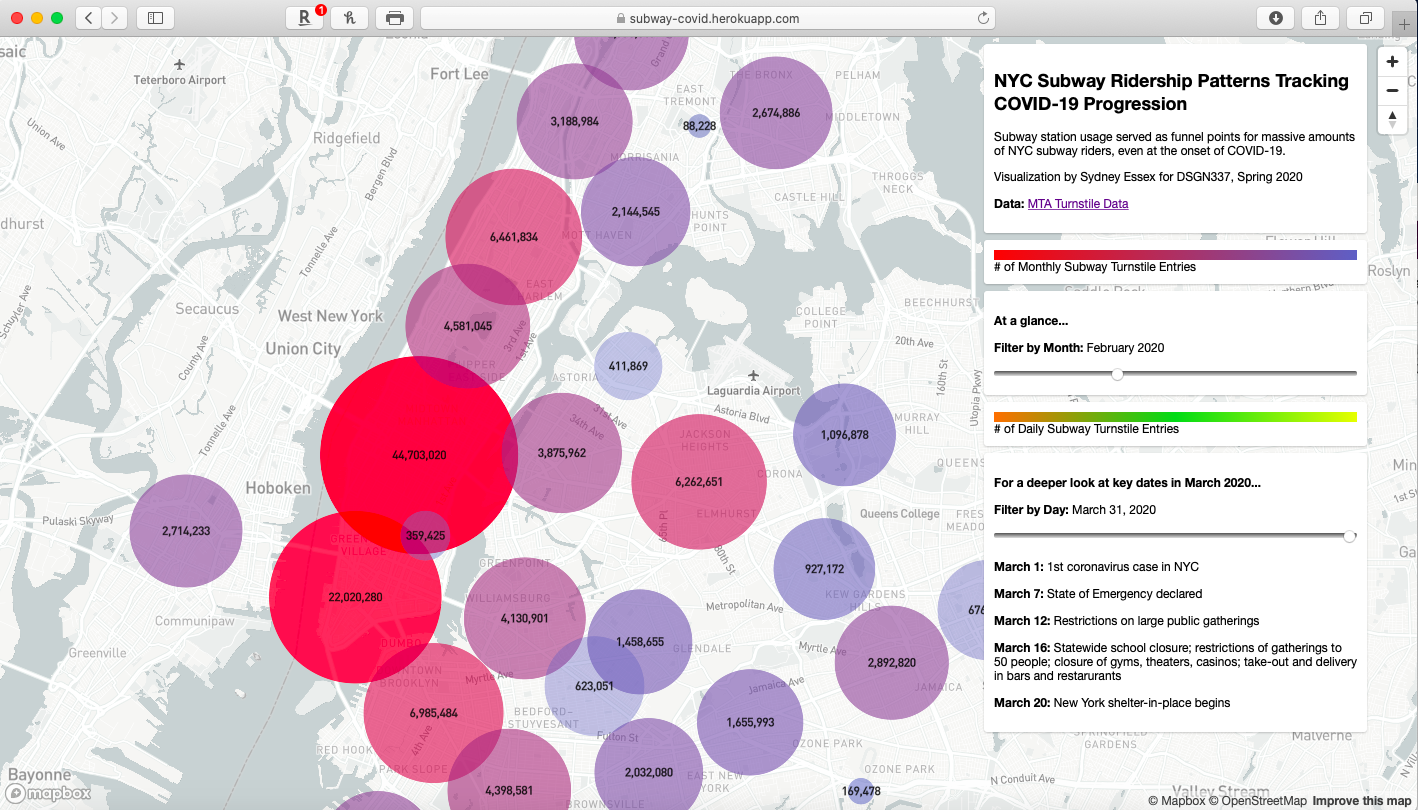 subway-covid.herokuapp.com
R
1
NYC Subway Ridership Patterns Tracking
COVID-19 Progression
Subway station usage served as funnel points for massive amounts
of NYC subway riders, even at the onset of COVID-19.
Visualization by Sydney Essex for DSGN337, Spring 2020
Data: MTA Turnstile Data
# of Monthly Subway Turnstile Entries
At a glance...
Filter by Month: February 2020
# of Daily Subway Turnstile Entries
For a deeper look at key dates in March 2020...
Filter by Day: March 31, 2020
March 1: 1st coronavirus case in NYC
March 7: State of Emergency declared
March 12: Restrictions on large public gatherings
March 16: Statewide school closure; restrictions of gatherings to
50 people; closure of gyms, theaters, casinos; take-out and delivery
in bars and restarurants
March 20: New York shelter-in-place begins
Fort Lee
Teterboro Airport
THE BRONX
PELHAM
EAST
TREMONT
MIDDLETOWN
3,188,984
88,228
2,674,886
Union Ave
Ridgefield
Bergen Blvd
MORRISANIA
THROGGS
NECK
CASTLE HILL
2,144,545
HUNTS
POINT
6,461,834
MOTT HAVEN
Tonnelle Ave
EAST
HARLEM
Schuyler Ave
Secaucus
West New York
4,581,045
3rd Ave
1st Ave
COLLEGE
POINT
BEECHHURST
Union City
County Ave
UPPER
ASTORIA
411,869
20th Ave
160th St
Utopia Pkwy
Laguardia Airport
Astoria Blvd
31st Ave
34th Ave
MURRAY
HILL
Tonnelle Ave
JACKSON
HEIGHTS
1,096,878
44,703,020
3,875,962
6,262,651
CORONA
QUEENS
Hoboken
ELMHURST
Queens College
FRESH
MEADO
Pulaski Skyway
2,714,233
359,425
65th Pl
80th St
GREEN
VILLAGE
GREENPOINT
927,172
22,020,280
WILLIAMSBURG
KEW GARDENS
HILLS
676
Communipaw
4,130,901
Metropolitan Ave
1,458,655
GLENDALE
Myrtle Ave
2,892,820
DUMBO
Greenville
DOWNTOWN
BROOKLYN
Myrtle Ave
623,051
Jamaica Ave
JAMAICA
6,985,484
BEDFORD-
STUYVESANT
1,655,993
4th Ave
Fulton St
OZONE PARK
RED HOOK
PARK SLOPE
2,032,080
EAST NEW
YORK
OZONE PARK
SPRINGFIELD
GARDENS
Malverne
Bayonne
4,398,581
BROWNSVILLE
169,478
N Conduit Ave
Valley Stream
Roslyn
mapbox
© Mapbox © OpenStreetMap Improve this map